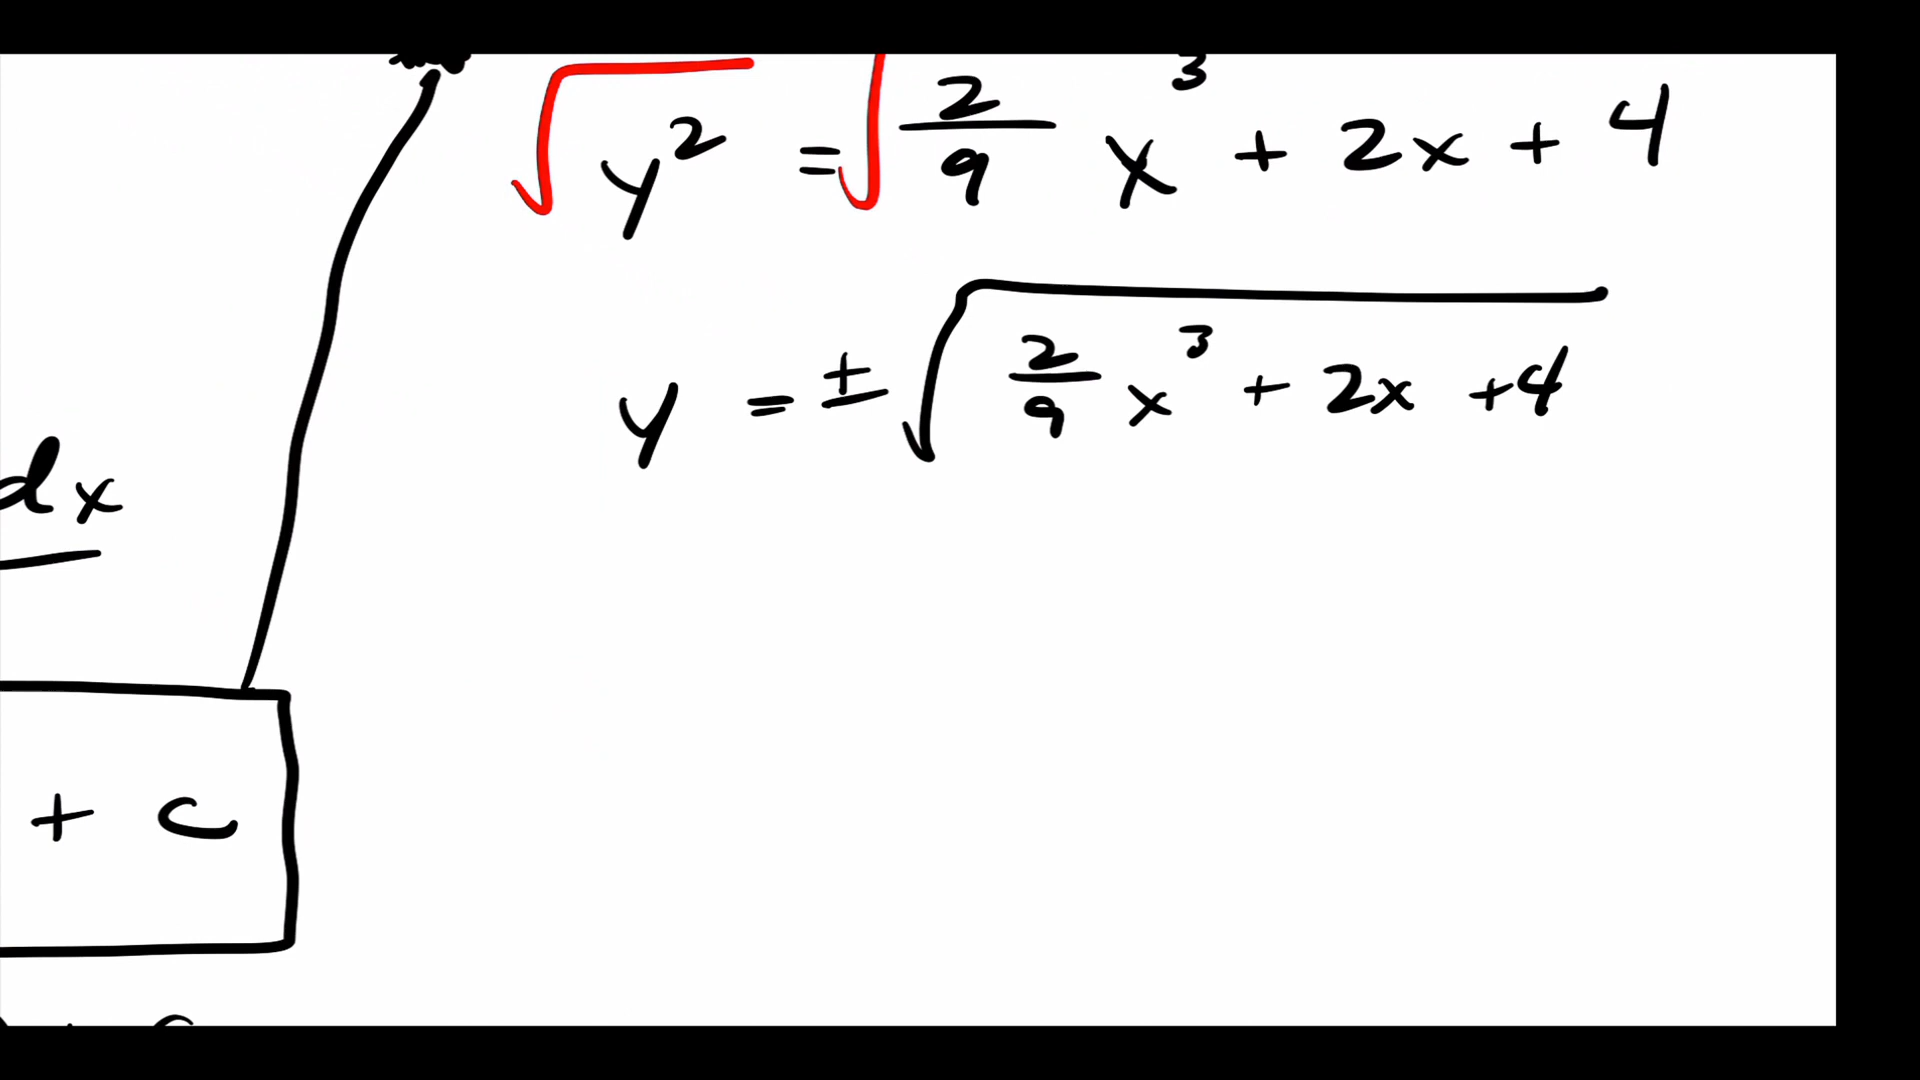 √y² = √2/9 x³ + 2x + 4
y = ± √(2/9 x³ + 2x + 4)
dx
+ c